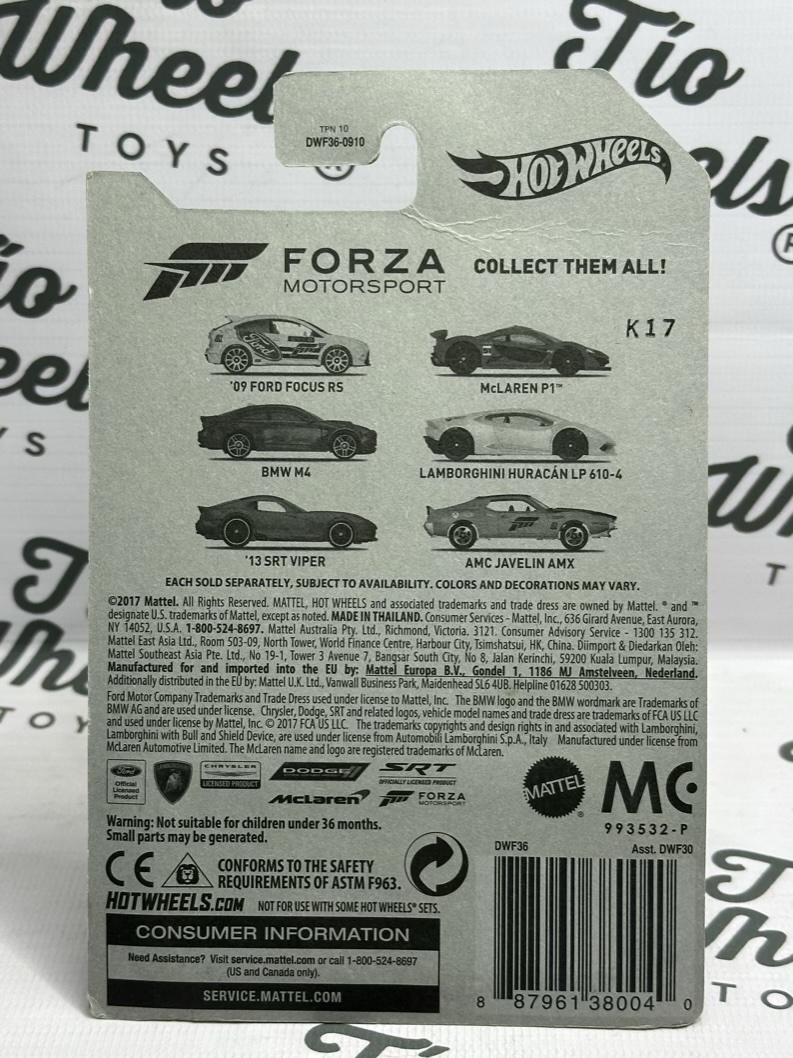 Wheels
TOYS
®
Tío
TPN 10
DWF36-0910
HOT WHEELS
FORZA
MOTORSPORT
COLLECT THEM ALL!
K17
Ford
'09 FORD FOCUS RS
McLAREN P1™
BMW M4
LAMBORGHINI HURACÁN LP 610-4
'13 SRT VIPER
AMC JAVELIN AMX
EACH SOLD SEPARATELY, SUBJECT TO AVAILABILITY. COLORS AND DECORATIONS MAY VARY.
©2017 Mattel. All Rights Reserved. MATTEL, HOT WHEELS and associated trademarks and trade dress are owned by Mattel. ® and ™
designate U.S. trademarks of Mattel, except as noted. MADE IN THAILAND. Consumer Services - Mattel, Inc., 636 Girard Avenue, East Aurora,
NY 14052, U.S.A. 1-800-524-8697. Mattel Australia Pty. Ltd., Richmond, Victoria. 3121. Consumer Advisory Service - 1300 135 312.
Mattel East Asia Ltd., Room 503-09, North Tower, World Finance Centre, Harbour City, Tsimshatsui, HK, China. Diimport & Diedarkan Oleh:
Mattel Southeast Asia Pte. Ltd., No 19-1, Tower 3 Avenue 7, Bangsar South City, No 8, Jalan Kerinchi, 59200 Kuala Lumpur, Malaysia.
Manufactured for and imported into the EU by: Mattel Europa B.V., Gondel 1, 1186 MJ Amstelveen, Nederland.
Additionally distributed in the EU by: Mattel U.K. Ltd., Vanwall Business Park, Maidenhead SL6 4UB. Helpline 01628 500303.
Ford Motor Company Trademarks and Trade Dress used under license to Mattel, Inc. The BMW logo and the BMW wordmark are Trademarks of
BMW AG and are used under license. Chrysler, Dodge, SRT and related logos, vehicle model names and trade dress are trademarks of FCA US LLC
and used under license by Mattel, Inc. © 2017 FCA US LLC. The trademarks copyrights and design rights in and associated with Lamborghini,
Lamborghini with Bull and Shield Device, are used under license from Automobili Lamborghini S.p.A., Italy Manufactured under license from
McLaren Automotive Limited. The McLaren name and logo are registered trademarks of McLaren.
Ford
Official
Licensed
Product
CHRYSLER
LICENSED PRODUCT
DODGE
SRT
OFFICIALLY LICENSED PRODUCT
McLaren
FORZA
MOTORSPORT
MATTEL
®
MC
993532-P
Warning: Not suitable for children under 36 months.
Small parts may be generated.
CE
CONFORMS TO THE SAFETY
REQUIREMENTS OF ASTM F963.
HOTWHEELS.COM NOT FOR USE WITH SOME HOT WHEELS® SETS.
CONSUMER INFORMATION
Need Assistance? Visit service.mattel.com or call 1-800-524-8697
(US and Canada only).
SERVICE.MATTEL.COM
DWF36
Asst. DWF30
8 87961 38004 0